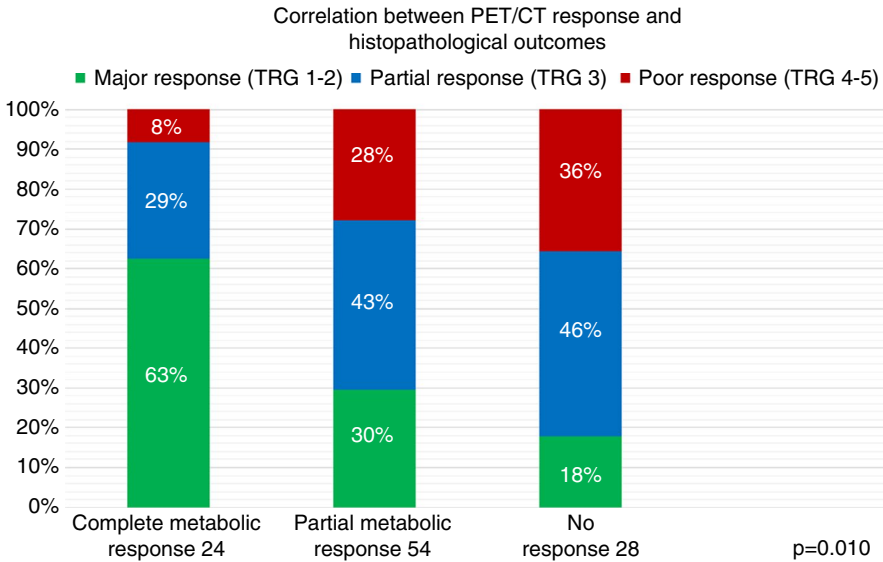 Correlation between PET/CT response and
histopathological outcomes
Major response (TRG 1-2) Partial response (TRG 3) Poor response (TRG 4-5)
100%
90%
80%
70%
60%
50%
40%
30%
20%
10%
0%
8%
29%
63%
28%
43%
30%
36%
46%
18%
Complete metabolic
response 24
Partial metabolic
response 54
No
response 28
p=0.010